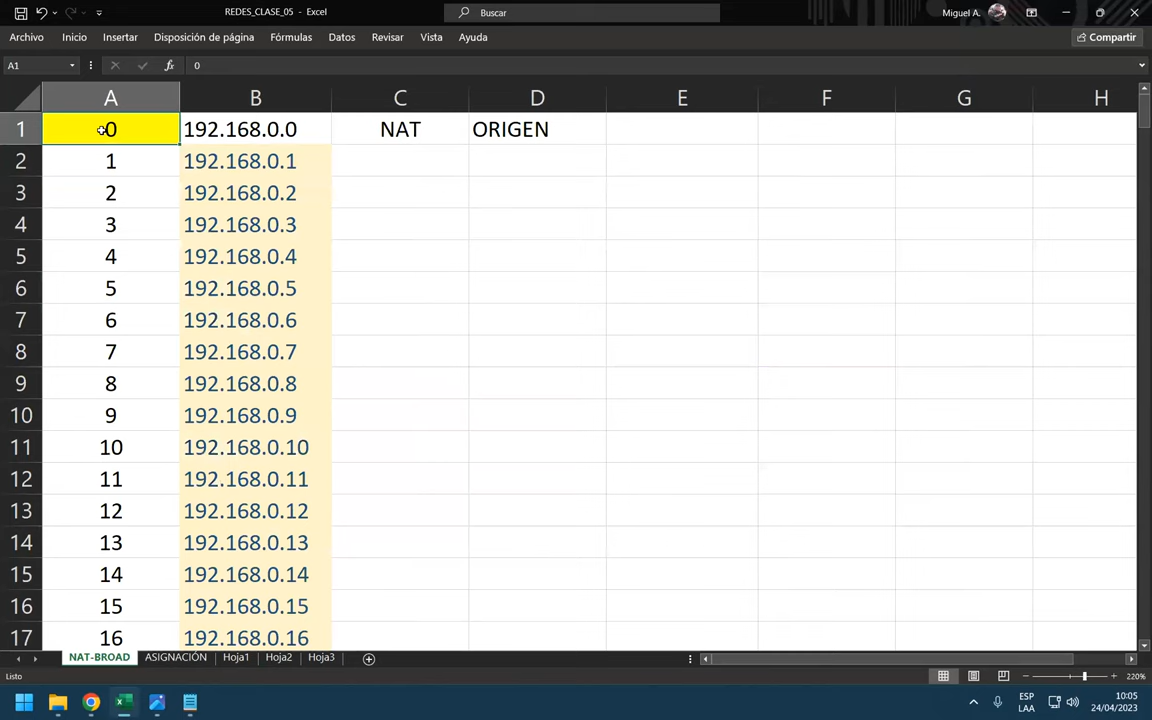 REDES_CLASE_05 - Excel
Buscar
Miguel A.
Archivo Inicio Insertar Disposición de página Fórmulas Datos Revisar Vista Ayuda Compartir
A1 fx 0
A B C D E F G H
1 0 192.168.0.0 NAT ORIGEN
2 1 192.168.0.1
3 2 192.168.0.2
4 3 192.168.0.3
5 4 192.168.0.4
6 5 192.168.0.5
7 6 192.168.0.6
8 7 192.168.0.7
9 8 192.168.0.8
10 9 192.168.0.9
11 10 192.168.0.10
12 11 192.168.0.11
13 12 192.168.0.12
14 13 192.168.0.13
15 14 192.168.0.14
16 15 192.168.0.15
17 16 192.168.0.16
NAT-BROAD ASIGNACIÓN Hoja1 Hoja2 Hoja3
Listo 220%
ESP 10:05
LAA 24/04/2023